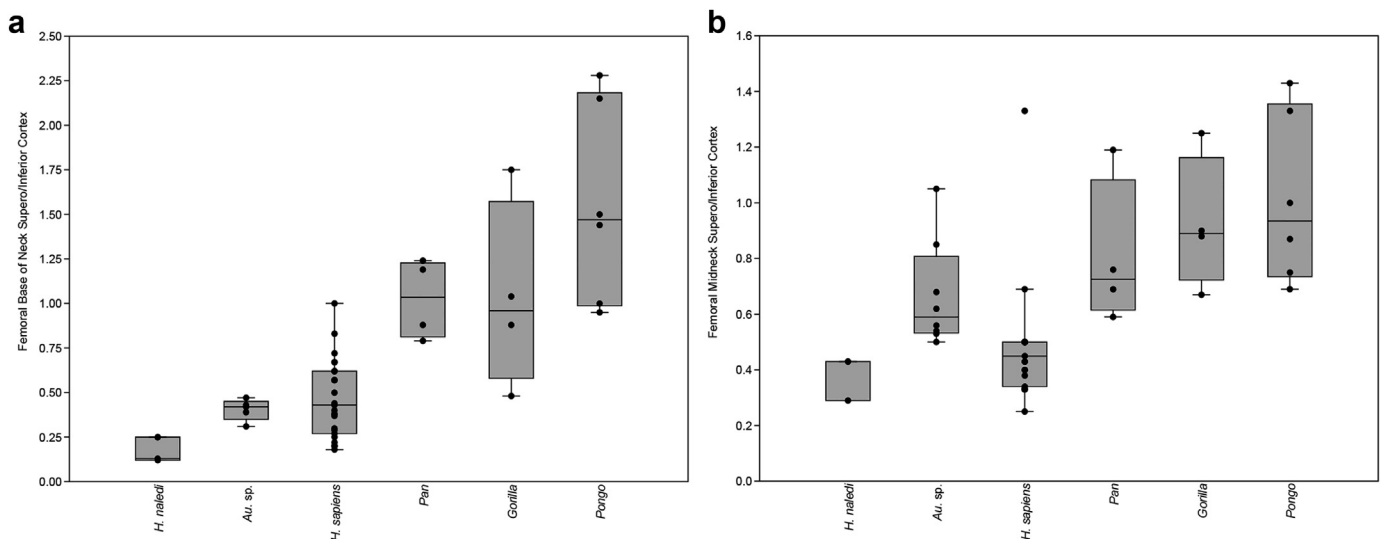 a
Femoral Base of Neck Supero/Inferior Cortex
2.50
2.25
2.00
1.75
1.50
1.25
1.00
0.75
0.50
0.25
0.00
H. naledi
Au. sp.
H. sapiens
Pan
Gorilla
Pongo
b
Femoral Midneck Supero/Inferior Cortex
1.6
1.4
1.2
1.0
0.8
0.6
0.4
0.2
0.0
H. naledi
Au. sp.
H. sapiens
Pan
Gorilla
Pongo